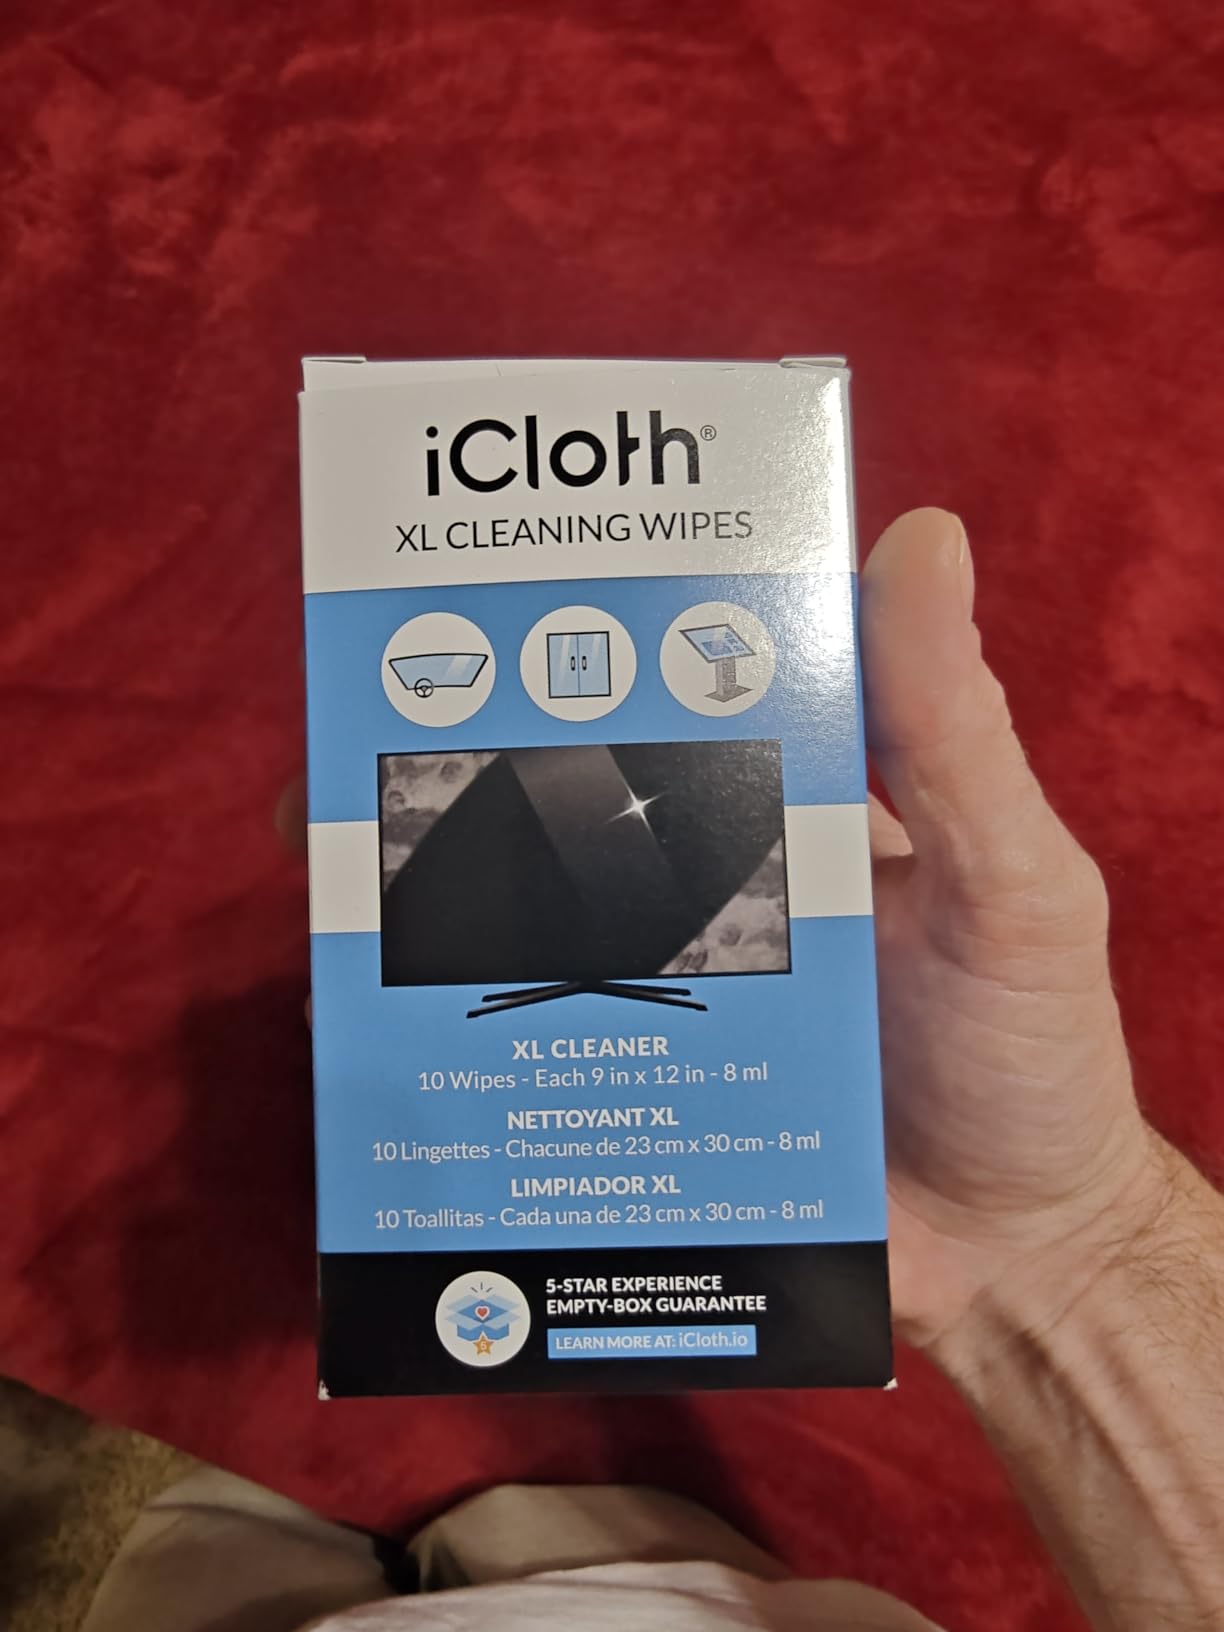 iCloth®
XL CLEANING WIPES
XL CLEANER
10 Wipes - Each 9 in x 12 in - 8 ml
NETTOYANT XL
10 Lingettes - Chacune de 23 cm x 30 cm - 8 ml
LIMPIADOR XL
10 Toallitas - Cada una de 23 cm x 30 cm - 8 ml
5-STAR EXPERIENCE
EMPTY-BOX GUARANTEE
LEARN MORE AT: iCloth.io
5